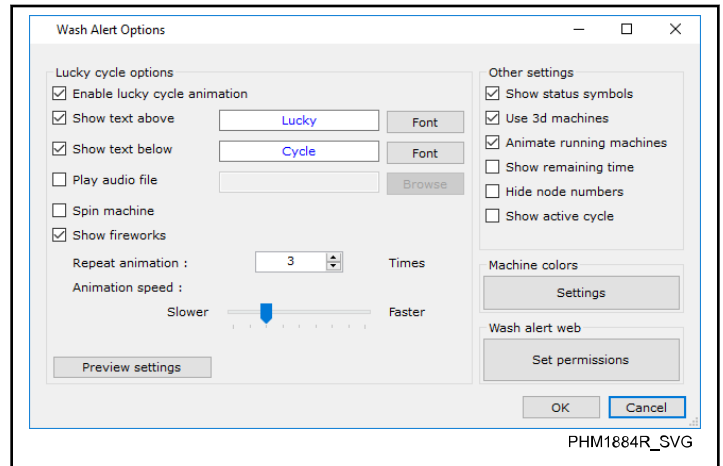 Wash Alert Options
Lucky cycle options
Enable lucky cycle animation
Show text above Lucky Font
Show text below Cycle Font
Play audio file Browse
Spin machine
Show fireworks
Repeat animation : 3 Times
Animation speed :
Slower Faster
Preview settings
Other settings
Show status symbols
Use 3d machines
Animate running machines
Show remaining time
Hide node numbers
Show active cycle
Machine colors
Settings
Wash alert web
Set permissions
OK Cancel
PHM1884R_SVG